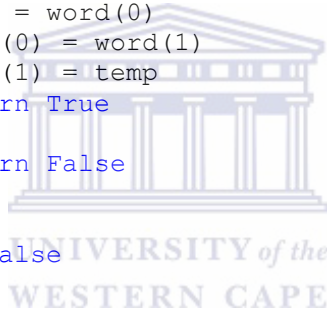 = word(0)
(0) = word(1)
(1) = temp
rn True
rn False
alse
UNIVERSITY of the
WESTERN CAPE